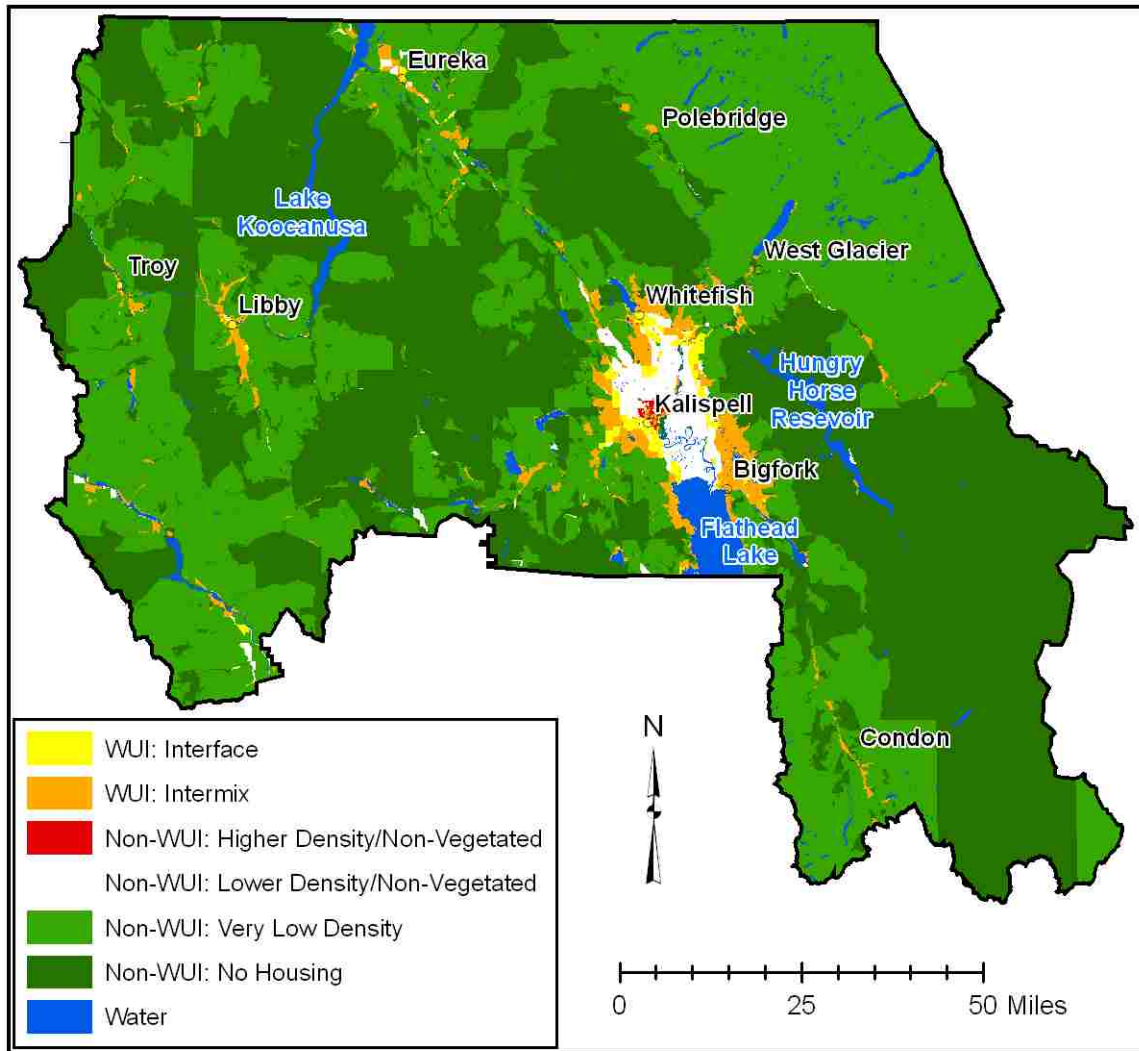 Eureka
Polebridge
Lake
Koocanusa
West Glacier
Troy
Libby
Whitefish
Hungry
Horse
Resevoir
Kalispell
Bigfork
Flathead
Lake
Condon
WUI: Interface
WUI: Intermix
Non-WUI: Higher Density/Non-Vegetated
Non-WUI: Lower Density/Non-Vegetated
Non-WUI: Very Low Density
Non-WUI: No Housing
Water
N
0 25 50 Miles